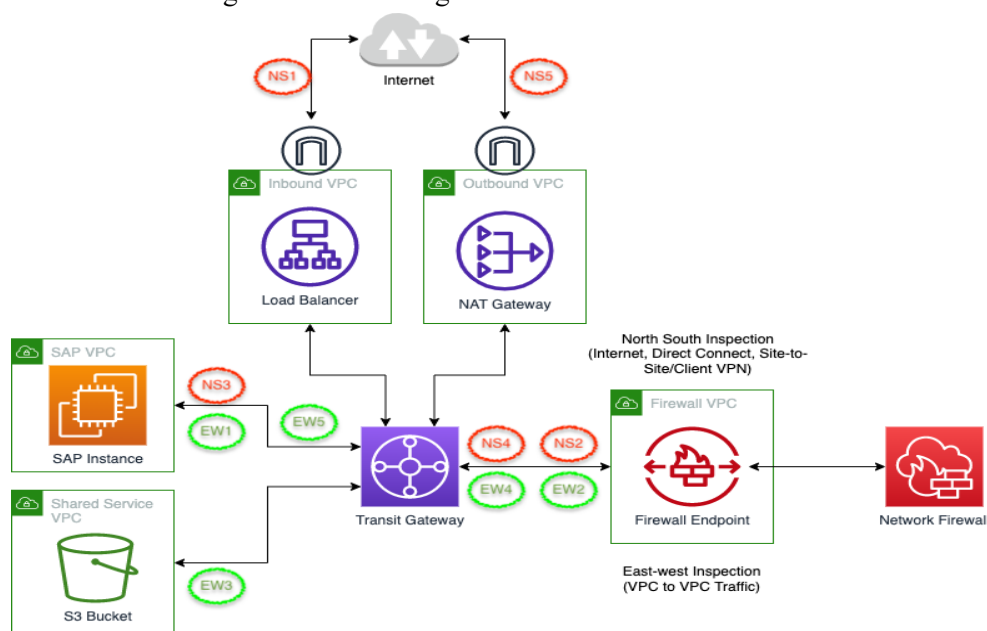 Internet
NS1
NS5
Inbound VPC
Outbound VPC
Load Balancer
NAT Gateway
North South Inspection
(Internet, Direct Connect, Site-to-
Site/Client VPN)
SAP VPC
NS3
EW1
EW5
SAP Instance
Firewall VPC
NS4
NS2
EW4
EW2
Transit Gateway
Firewall Endpoint
Network Firewal
Shared Service
VPC
EW3
S3 Bucket
East-west Inspection
(VPC to VPC Traffic)